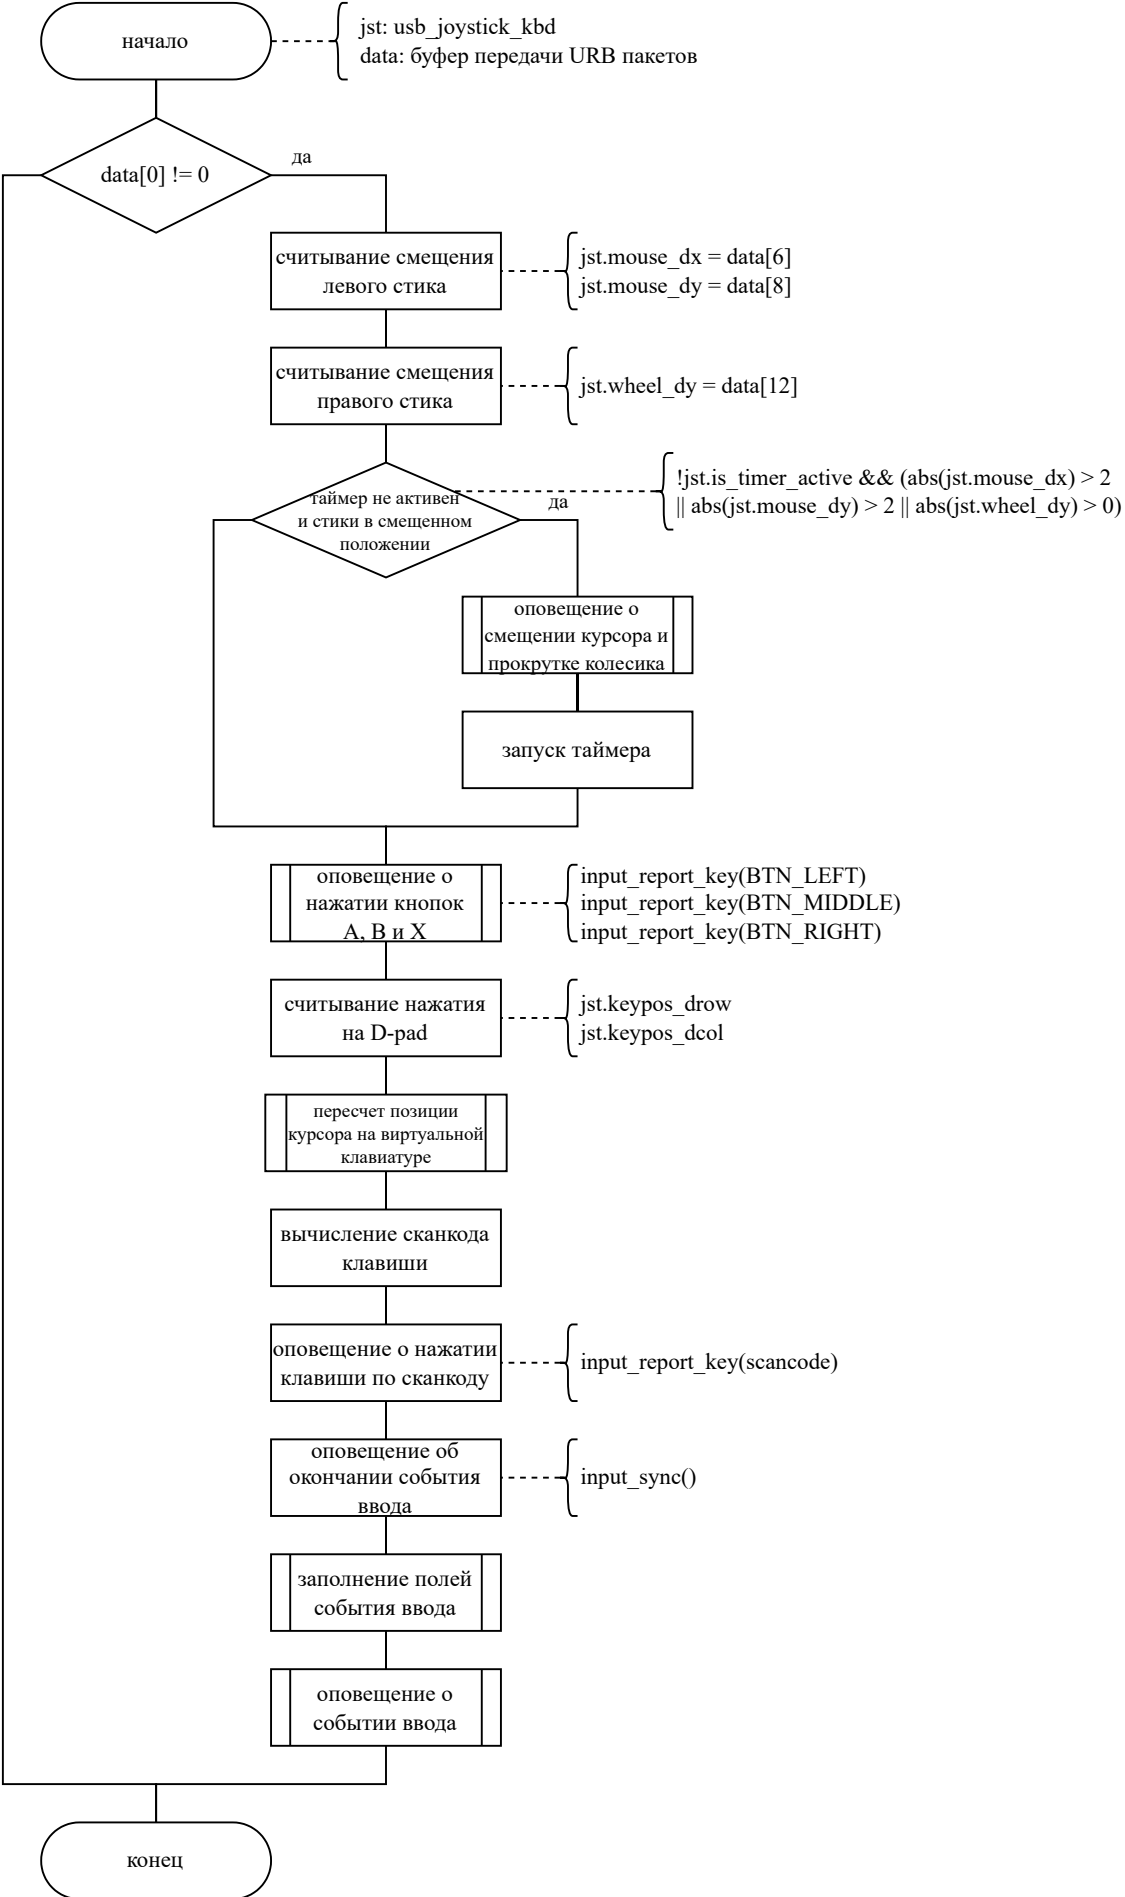 начало
jst: usb_joystick_kbd
data: буфер передачи URB пакетов
data[0] != 0
да
считывание смещения
левого стика
jst.mouse_dx = data[6]
jst.mouse_dy = data[8]
считывание смещения
правого стика
jst.wheel_dy = data[12]
таймер не активен
и стики в смещенном
положении
да
!jst.is_timer_active && (abs(jst.mouse_dx) > 2
|| abs(jst.mouse_dy) > 2 || abs(jst.wheel_dy) > 0)
оповещение о
смещении курсора и
прокрутке колесика
запуск таймера
оповещение о
нажатии кнопок
A, B и X
input_report_key(BTN_LEFT)
input_report_key(BTN_MIDDLE)
input_report_key(BTN_RIGHT)
считывание нажатия
на D-pad
jst.keypos_drow
jst.keypos_dcol
пересчет позиции
курсора на виртуальной
клавиатуре
вычисление сканкода
клавиши
оповещение о нажатии
клавиши по сканкоду
input_report_key(scancode)
оповещение об
окончании события
ввода
input_sync()
заполнение полей
события ввода
оповещение о
событии ввода
конец